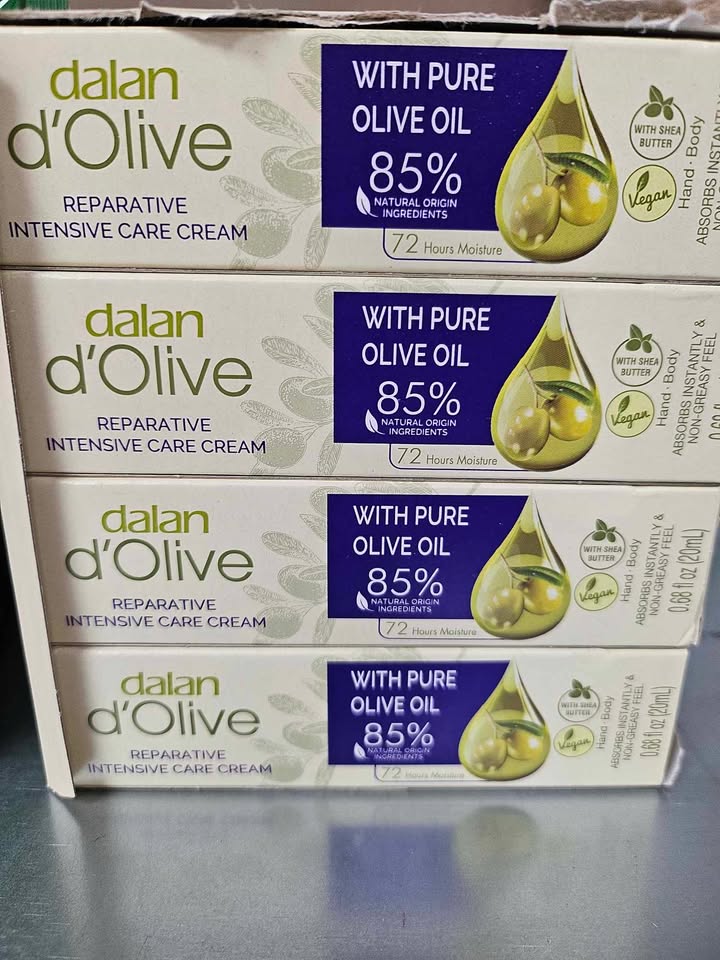 dalan
d'Olive
REPARATIVE
INTENSIVE CARE CREAM
WITH PURE
OLIVE OIL
85%
NATURAL ORIGIN
INGREDIENTS
72 Hours Moisture
WITH SHEA
BUTTER
Vegan
Hand · Body
dalan
d'Olive
REPARATIVE
INTENSIVE CARE CREAM
WITH PURE
OLIVE OIL
85%
NATURAL ORIGIN
INGREDIENTS
72 Hours Moisture
WITH SHEA
BUTTER
Vegan
Hand · Body
ABSORBS INSTANTLY &
NON-GREASY FEEL
dalan
d'Olive
REPARATIVE
INTENSIVE CARE CREAM
WITH PURE
OLIVE OIL
85%
NATURAL ORIGIN
INGREDIENTS
72 Hours Moisture
WITH SHEA
BUTTER
Vegan
Hand · Body
ABSORBS INSTANTLY &
NON-GREASY FEEL
0.68 fl oz (20mL)
dalan
d'Olive
REPARATIVE
INTENSIVE CARE CREAM
WITH PURE
OLIVE OIL
85%
NATURAL ORIGIN
INGREDIENTS
72 Hours Moisture
WITH SHEA
BUTTER
Vegan
Hand · Body
ABSORBS INSTANTLY &
NON-GREASY FEEL
0.68 fl oz (20mL)